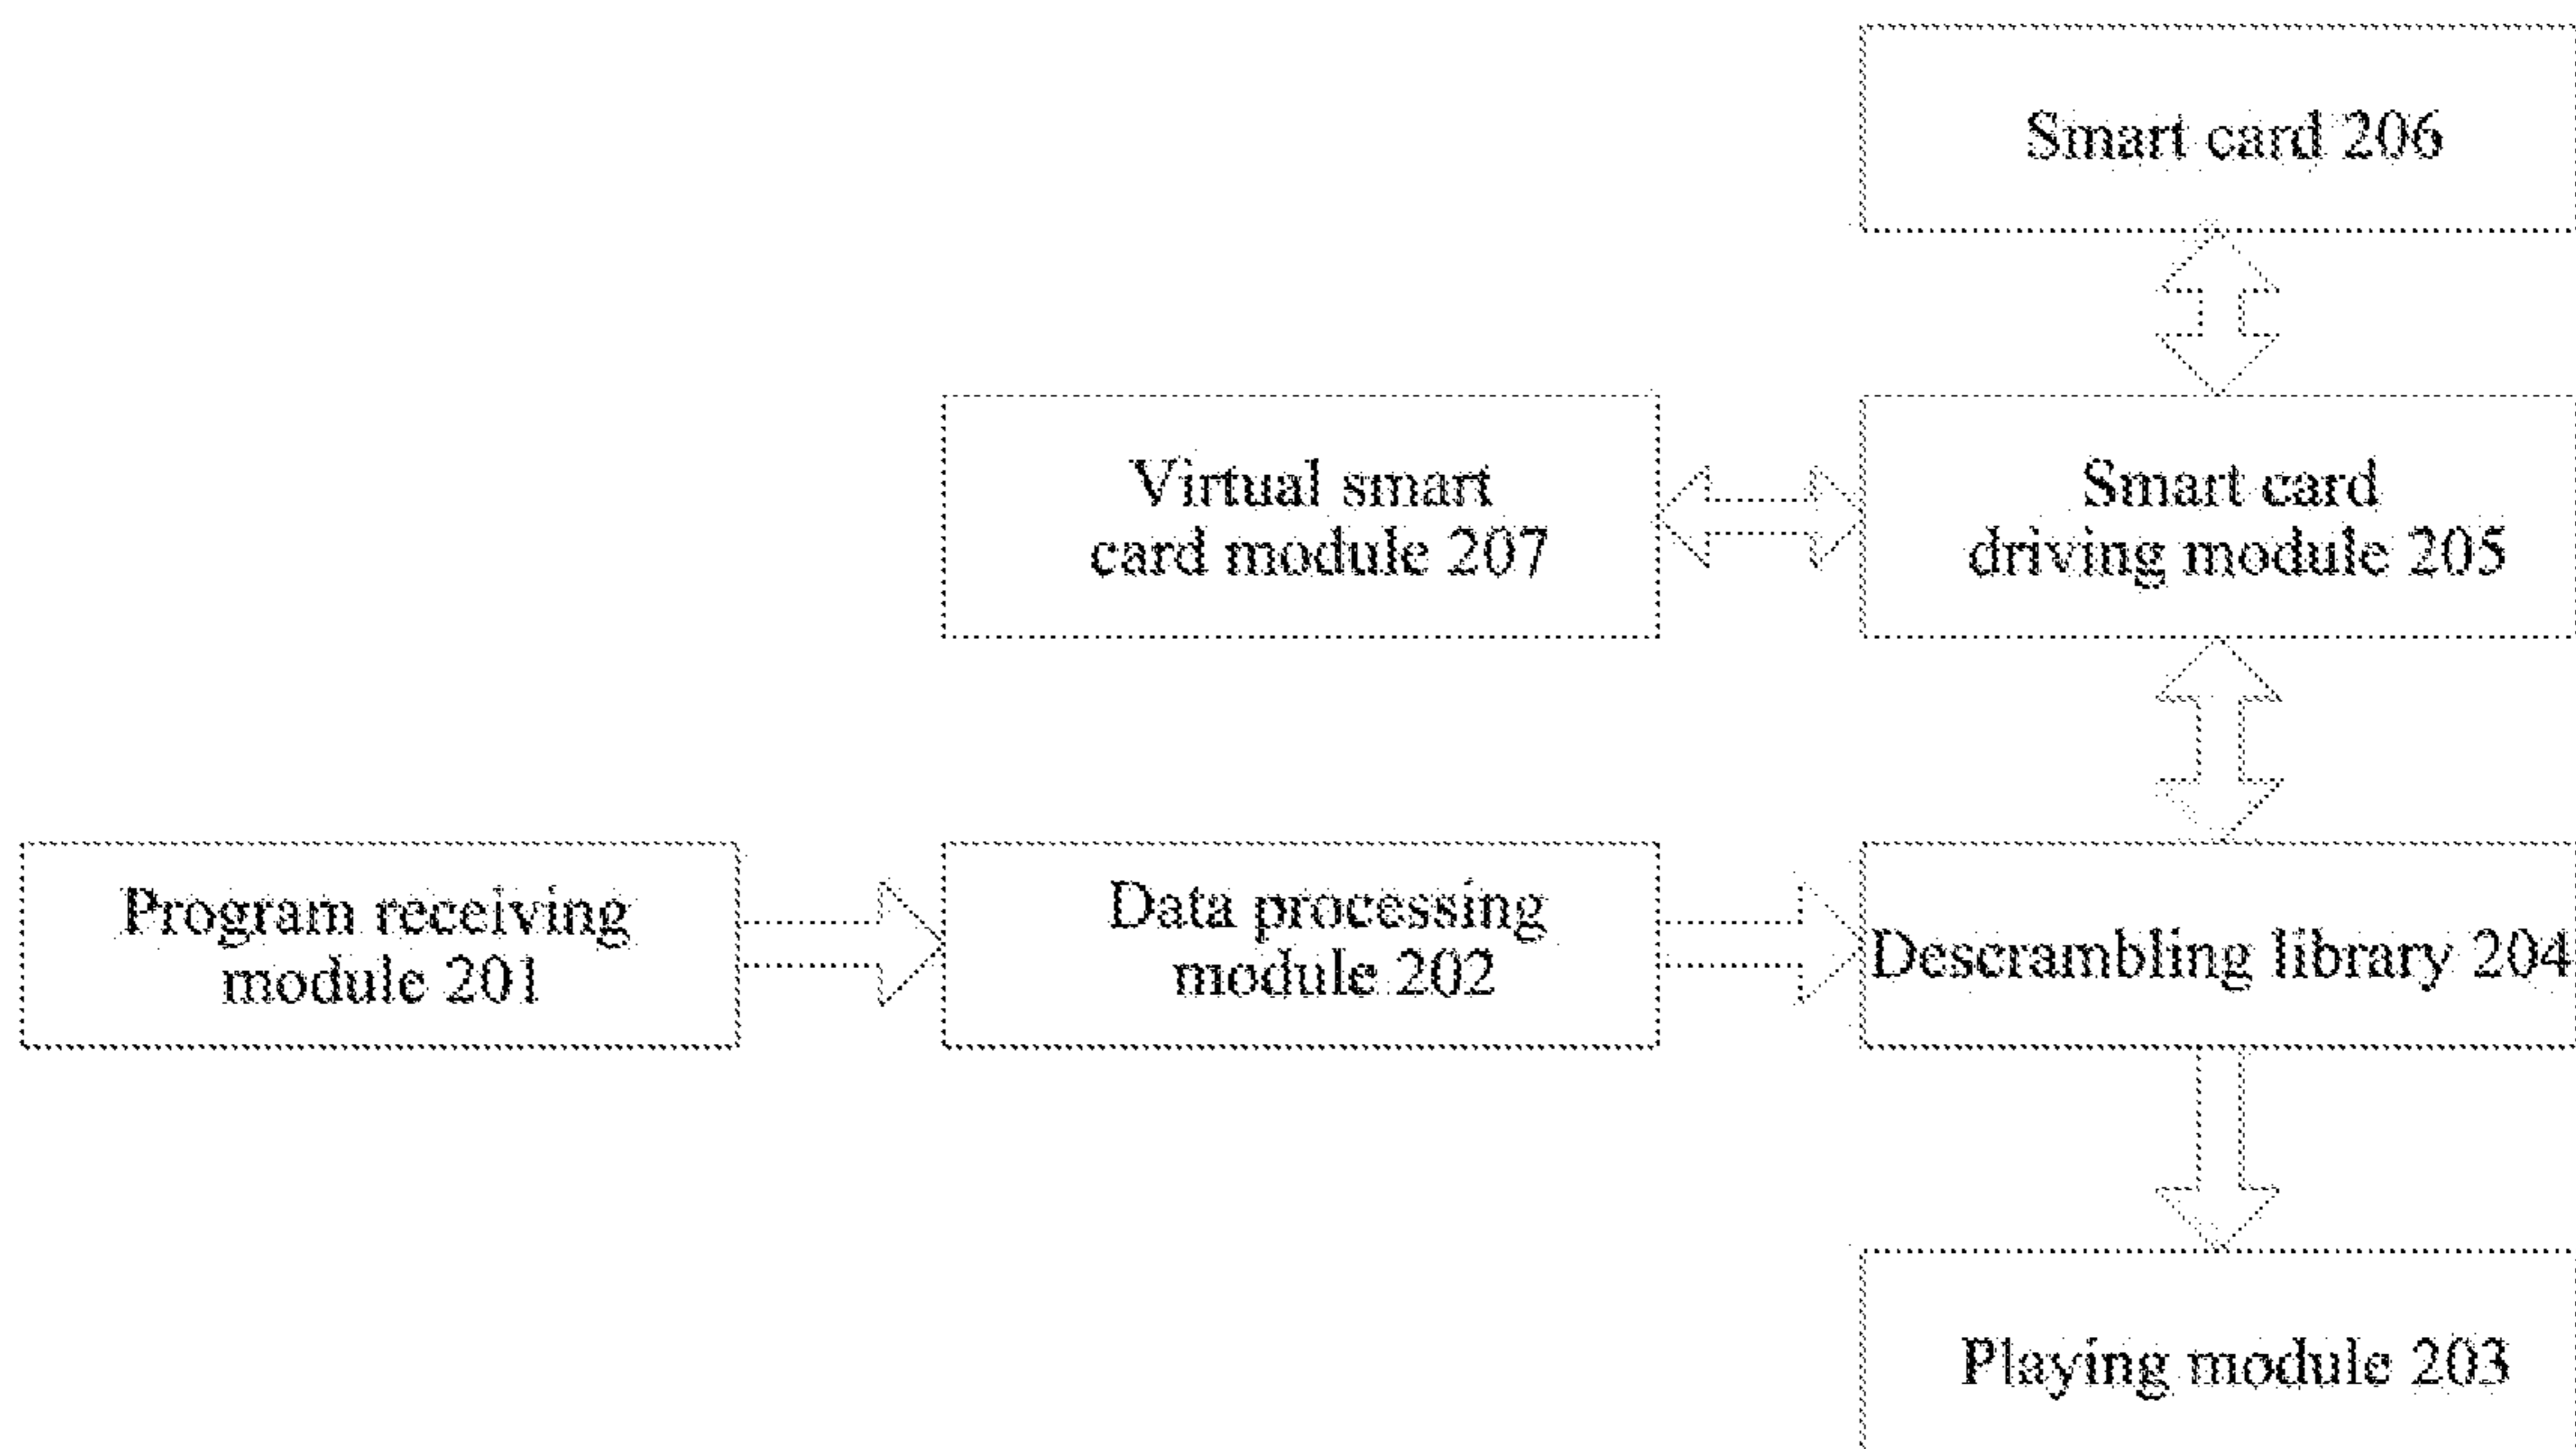 Smart card 206
Virtual smart
card module 207
Smart card
driving module 205
Program receiving
module 201
Data processing
module 202
Descrambling library 204
Playing module 203